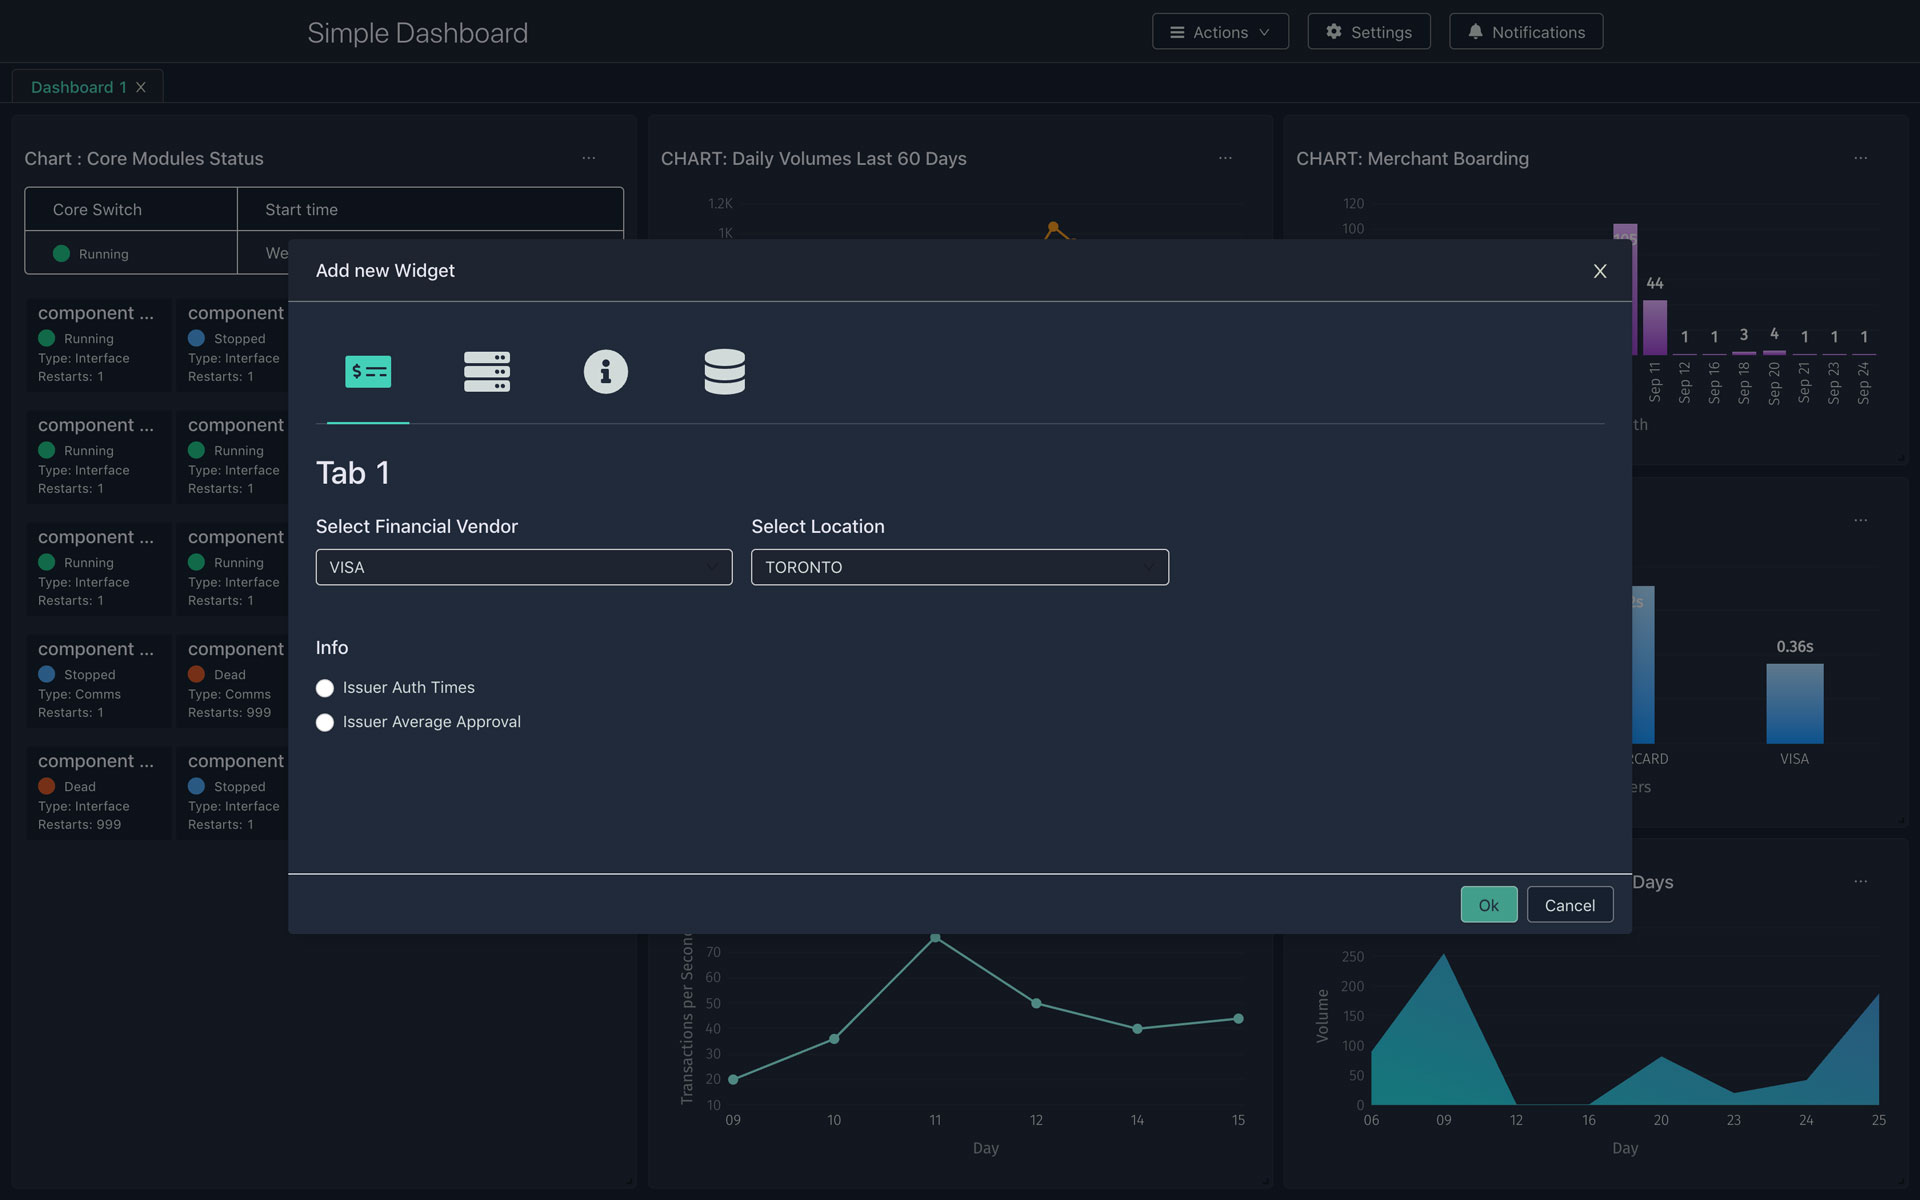 Simple Dashboard
Actions
Settings
Notifications
Dashboard 1
Chart : Core Modules Status
...
Core Switch
Start time
Running
We
component ...
Running
Type: Interface
Restarts: 1
component
Stopped
Type: Interface
Restarts: 1
component ...
Running
Type: Interface
Restarts: 1
component
Running
Type: Interface
Restarts: 1
component ...
Running
Type: Interface
Restarts: 1
component
Running
Type: Interface
Restarts: 1
component ...
Stopped
Type: Comms
Restarts: 1
component
Dead
Type: Comms
Restarts: 999
component ...
Dead
Type: Interface
Restarts: 999
component
Stopped
Type: Interface
Restarts: 1
CHART: Daily Volumes Last 60 Days
...
1.2K
1K
CHART: Merchant Boarding
...
120
100
105
44
1
1
3
4
1
1
1
Sep 11
Sep 12
Sep 16
Sep 18
Sep 20
Sep 21
Sep 23
Sep 24
th
Add new Widget
X
$
Tab 1
Select Financial Vendor
VISA
Select Location
TORONTO
Info
Issuer Auth Times
Issuer Average Approval
Ok
Cancel
...
2s
0.36s
RCARD
VISA
ers
Transactions per Second
70
60
50
40
30
20
10
09
10
11
12
14
15
Day
Days
...
Volume
250
200
150
100
50
0
06
09
12
16
20
23
24
25
Day